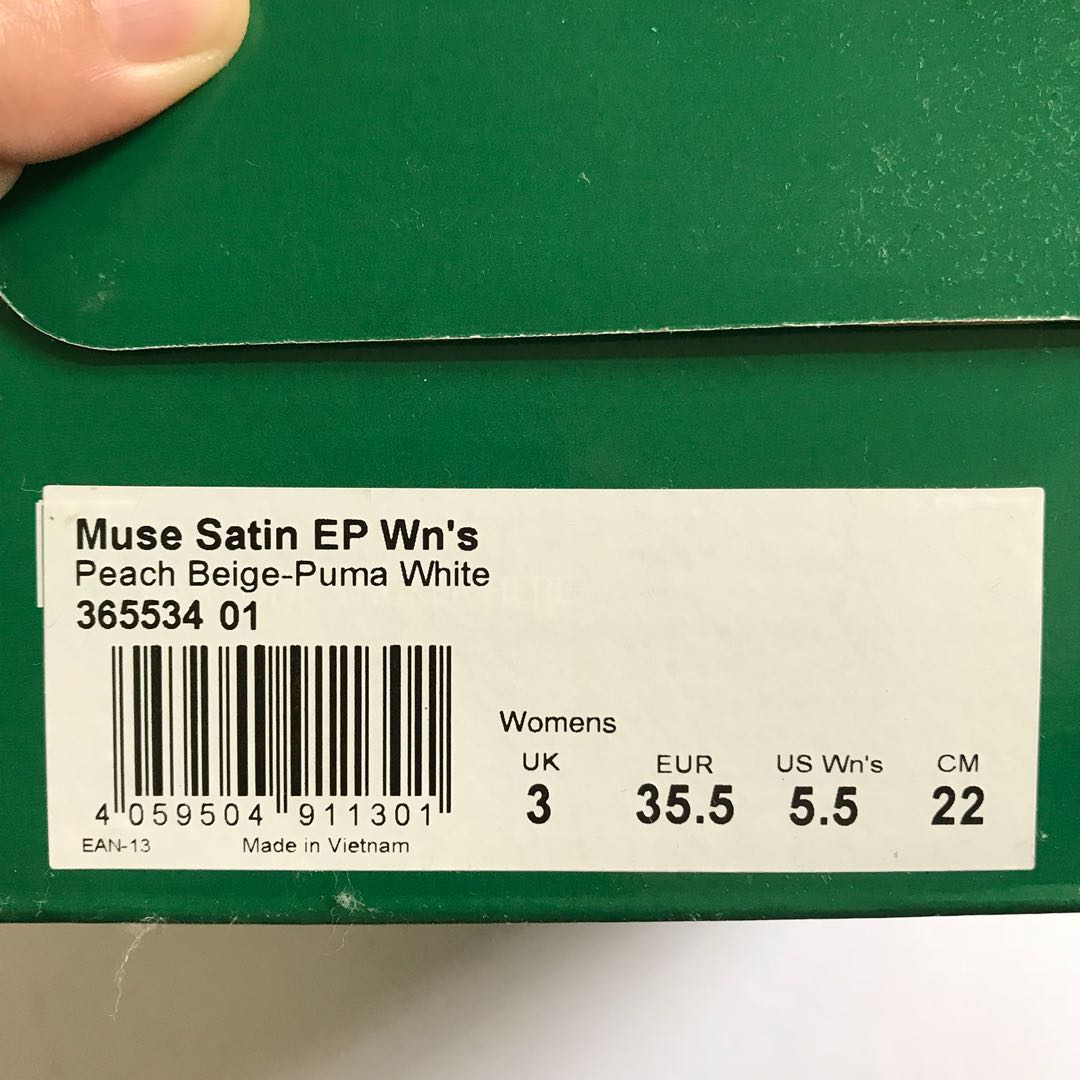 Muse Satin EP Wn's
Peach Beige-Puma White
365534 01
4 059504 911301
EAN-13 Made in Vietnam
Womens
UK EUR US Wn's CM
3 35.5 5.5 22